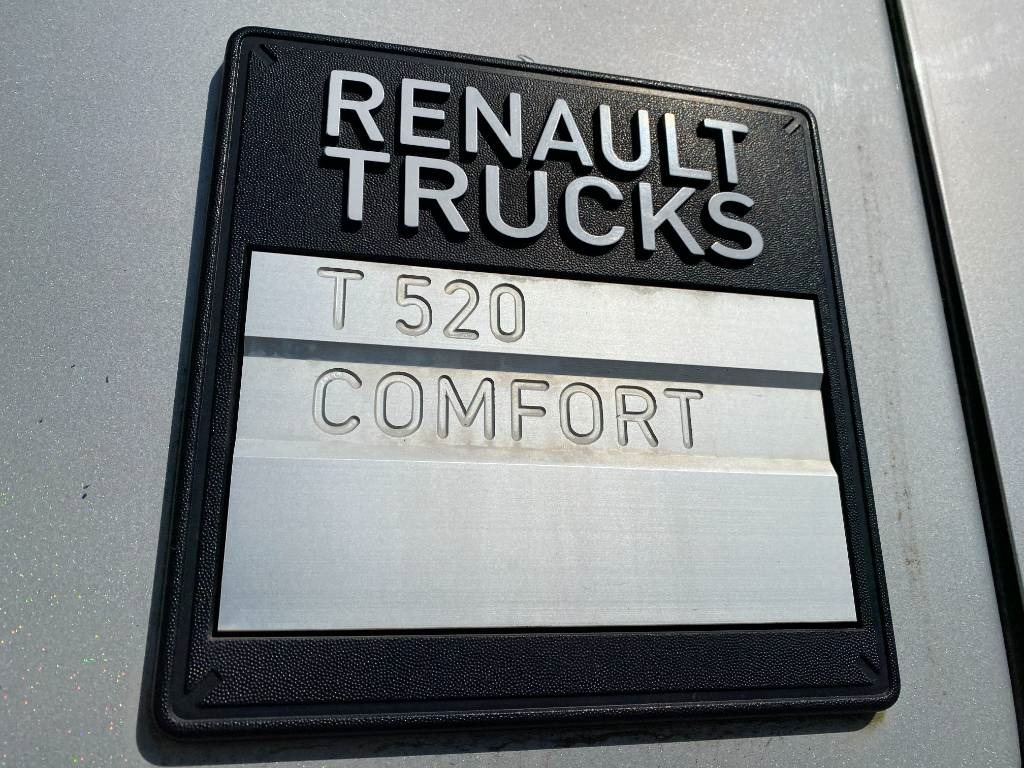 RENAULT
TRUCKS
T 520
COMFORT